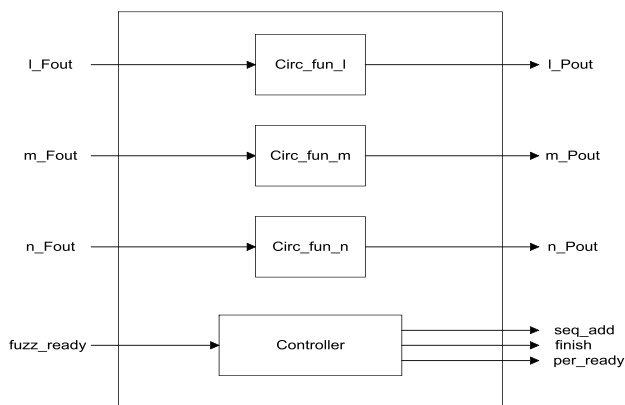 l_Fout
Circ_fun_l
l_Pout
m_Fout
Circ_fun_m
m_Pout
n_Fout
Circ_fun_n
n_Pout
fuzz_ready
Controller
seq_add
finish
per_ready